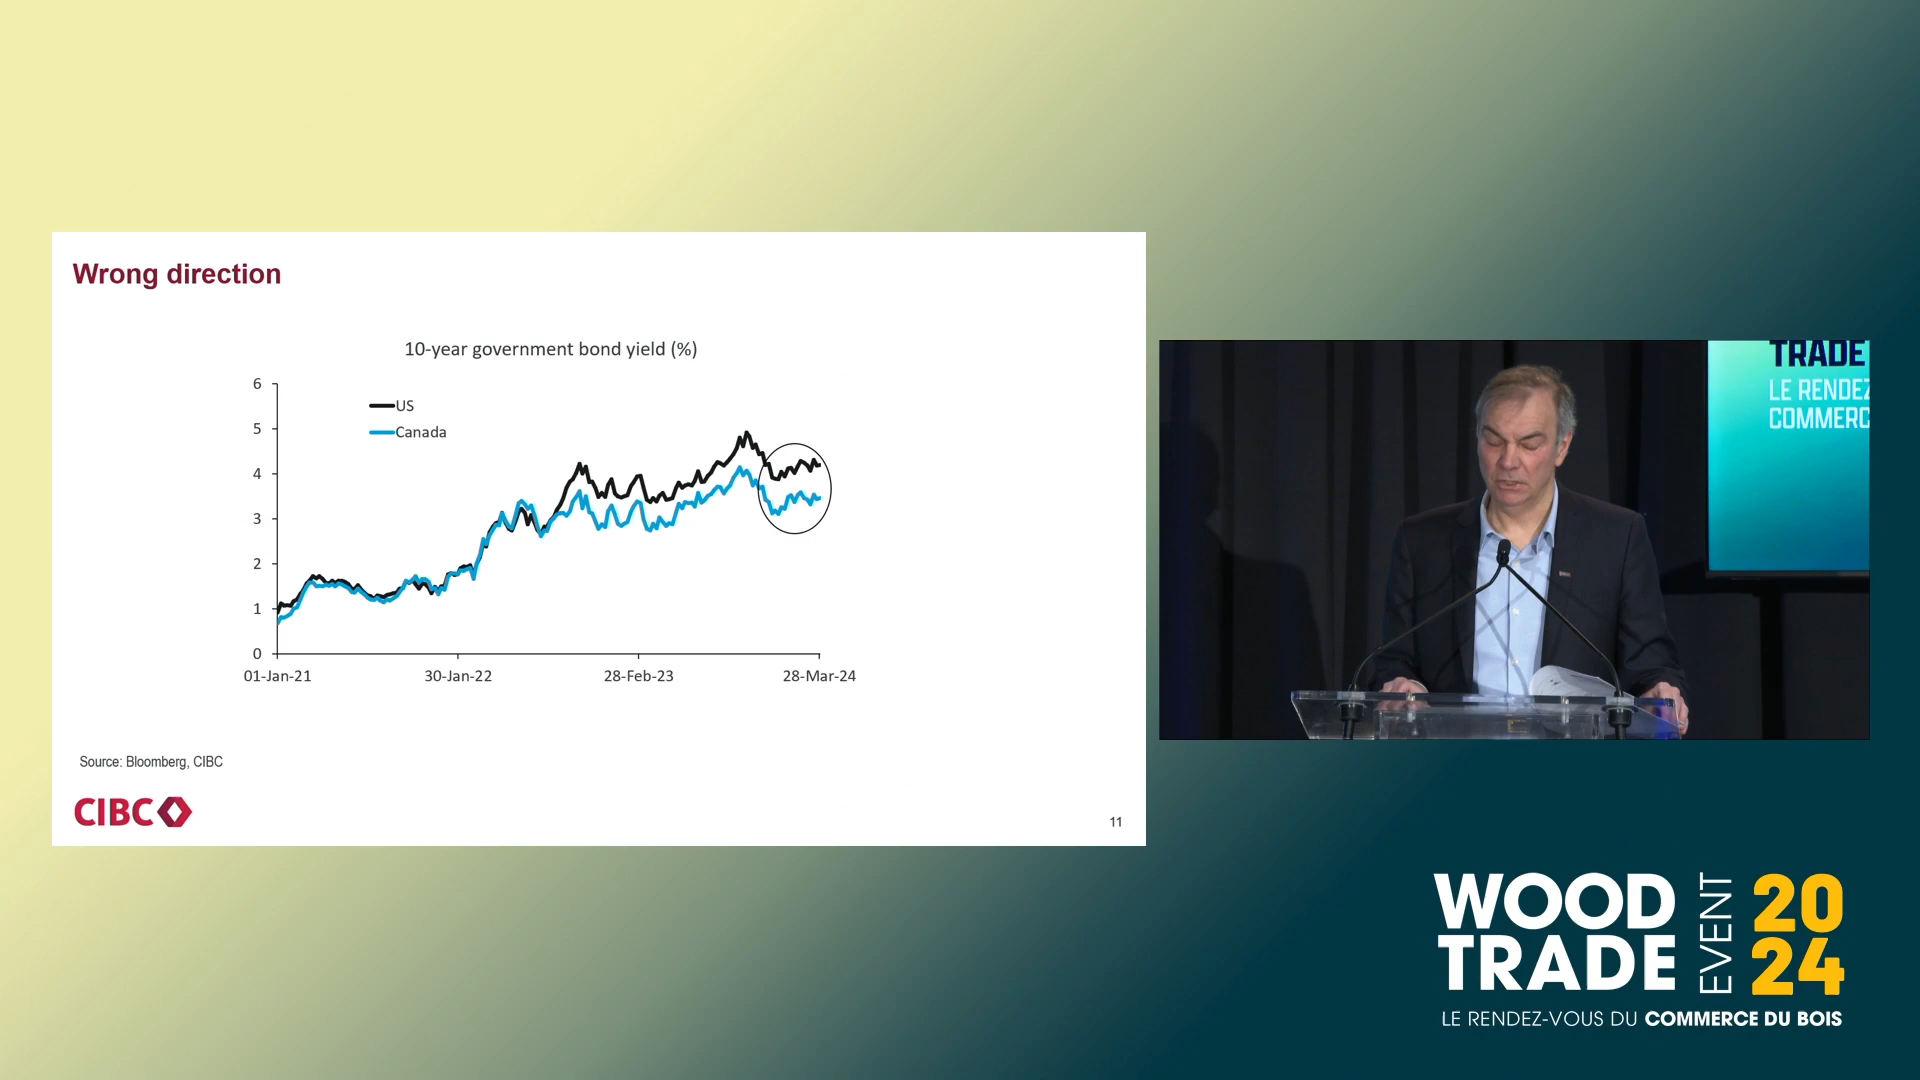 Wrong direction
10-year government bond yield (%)
6
5
4
3
2
1
0
US
Canada
01-Jan-21
30-Jan-22
28-Feb-23
28-Mar-24
Source: Bloomberg, CIBC
CIBC
11
TRADE
LE RENDEZ
COMMERC
WOOD
TRADE
EVENT
20
24
LE RENDEZ-VOUS DU COMMERCE DU BOIS